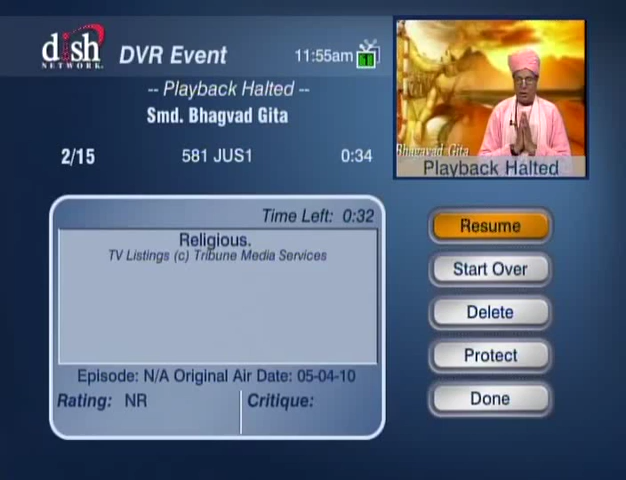 dish
NETWORK.
DVR Event
11:55am
1
-- Playback Halted --
Smd. Bhagvad Gita
2/15
581 JUS1
0:34
Bhagavad Gita
Playback Halted
Time Left: 0:32
Religious.
TV Listings (c) Tribune Media Services
Episode: N/A Original Air Date: 05-04-10
Rating: NR
Critique:
Resume
Start Over
Delete
Protect
Done